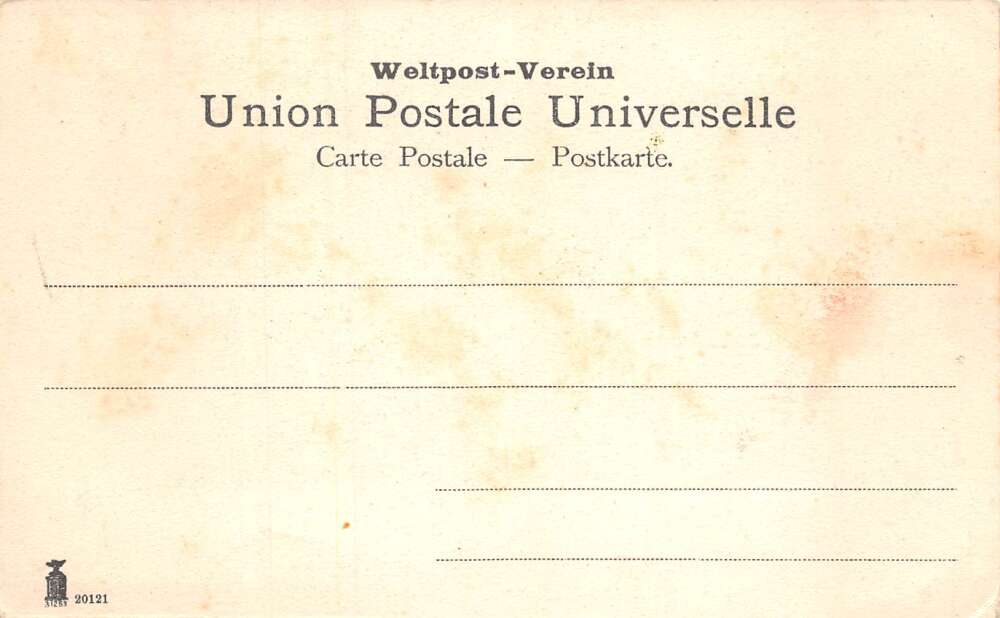 Weltpost-Verein
Union Postale Universelle
Carte Postale — Postkarte.
20121